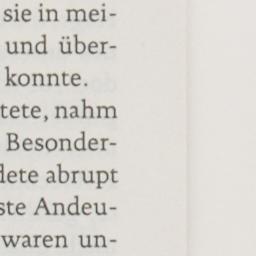 sie in mei-
und über-
konnte.
tete, nahm
Besonder-
dete abrupt
ste Andeu-
waren un-